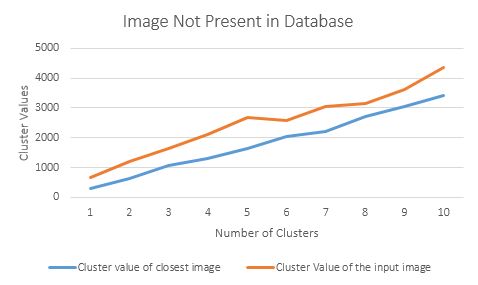 Image Not Present in Database
5000
4000
3000
2000
1000
0
Cluster Values
1 2 3 4 5 6 7 8 9 10
Number of Clusters
Cluster value of closest image Cluster Value of the input image